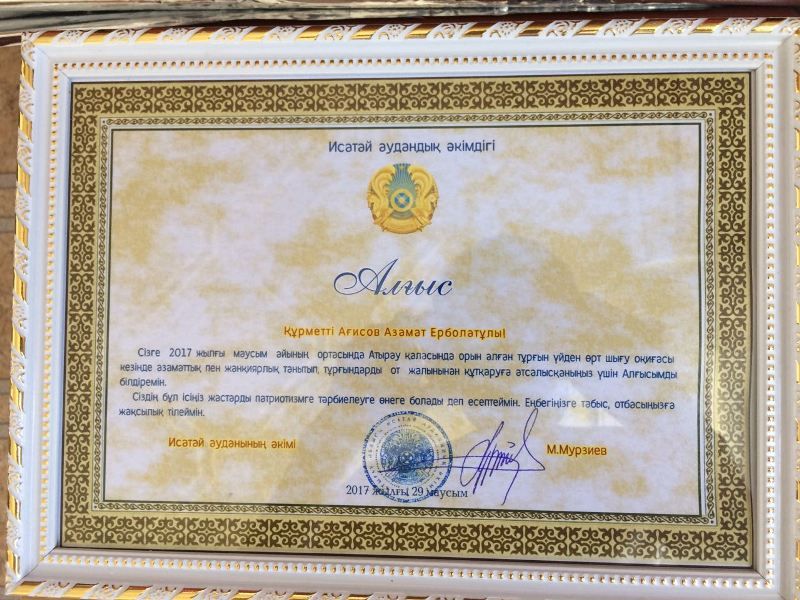 Исатай аудандық әкімдігі
Алғыс
Құрметті Ағисов Азамат Ерболатұлы!
Сізге 2017 жылғы маусым айының ортасында Атырау қаласында орын алған тұрғын үйден өрт шығу оқиғасы
кезінде азаматтық пен жанқиярлық танытып, тұрғындарды от жалынынан құтқаруға атсалысқаныңыз үшін Алғысымды
білдіремін.
Сіздің бұл ісіңіз жастарды патриотизмге тәрбиелеуге өнеге болады деп есептеймін. Еңбегіңізге табыс, отбасыңызға
жақсылық тілеймін.
Исатай ауданының әкімі
М.Мурзиев
2017 жылғы 29 маусым